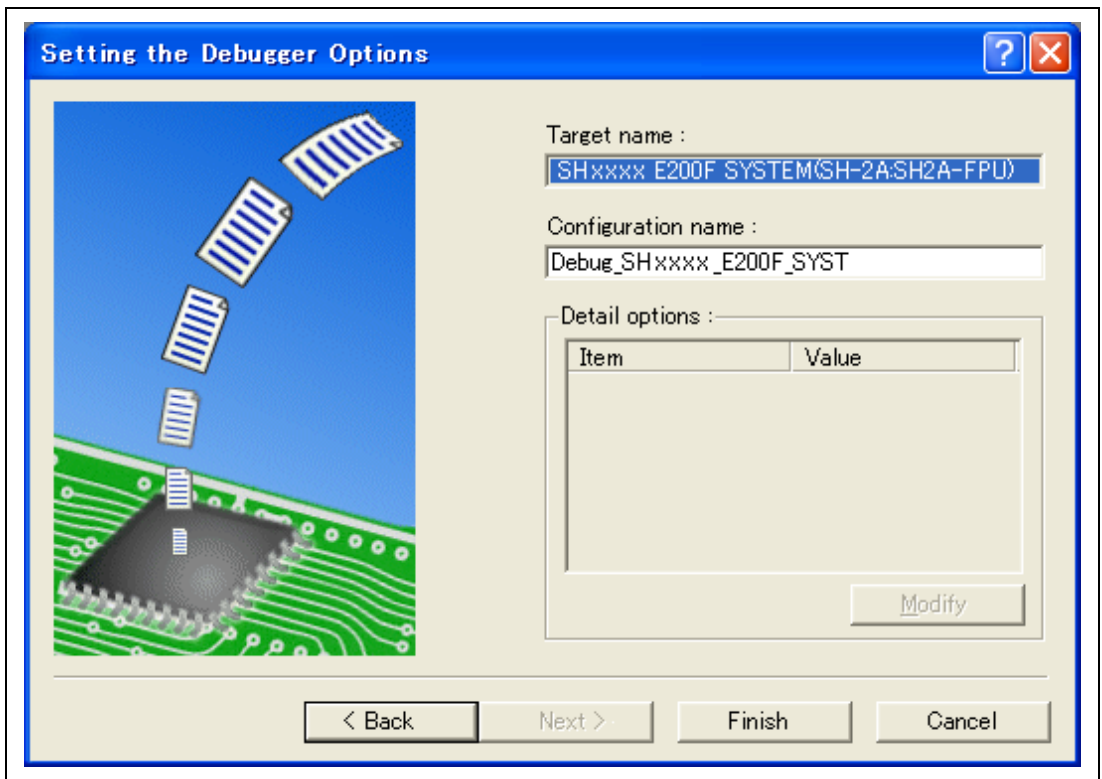 Setting the Debugger Options
Target name :
SHxxxx E200F SYSTEM(SH-2A:SH2A-FPU)
Configuration name :
Debug_SHxxxx_E200F_SYST
Detail options :
Item Value
Modify
< Back Next > Finish Cancel